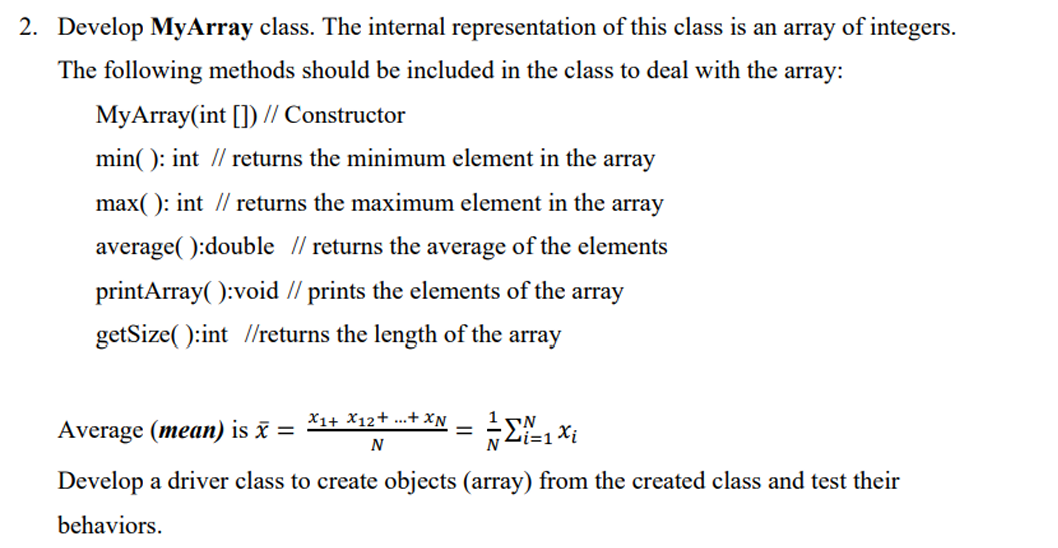 2. Develop MyArray class. The internal representation of this class is an array of integers.
The following methods should be included in the class to deal with the array:
MyArray(int []) // Constructor
min( ): int // returns the minimum element in the array
max( ): int // returns the maximum element in the array
average( ):double // returns the average of the elements
printArray( ):void // prints the elements of the array
getSize( ):int //returns the length of the array
Average (mean) is x̄ = (x₁₊ x₁₂+ ...+ x_N)/N = 1/N ∑ᵢ₌₁ᴺ xᵢ
Develop a driver class to create objects (array) from the created class and test their
behaviors.